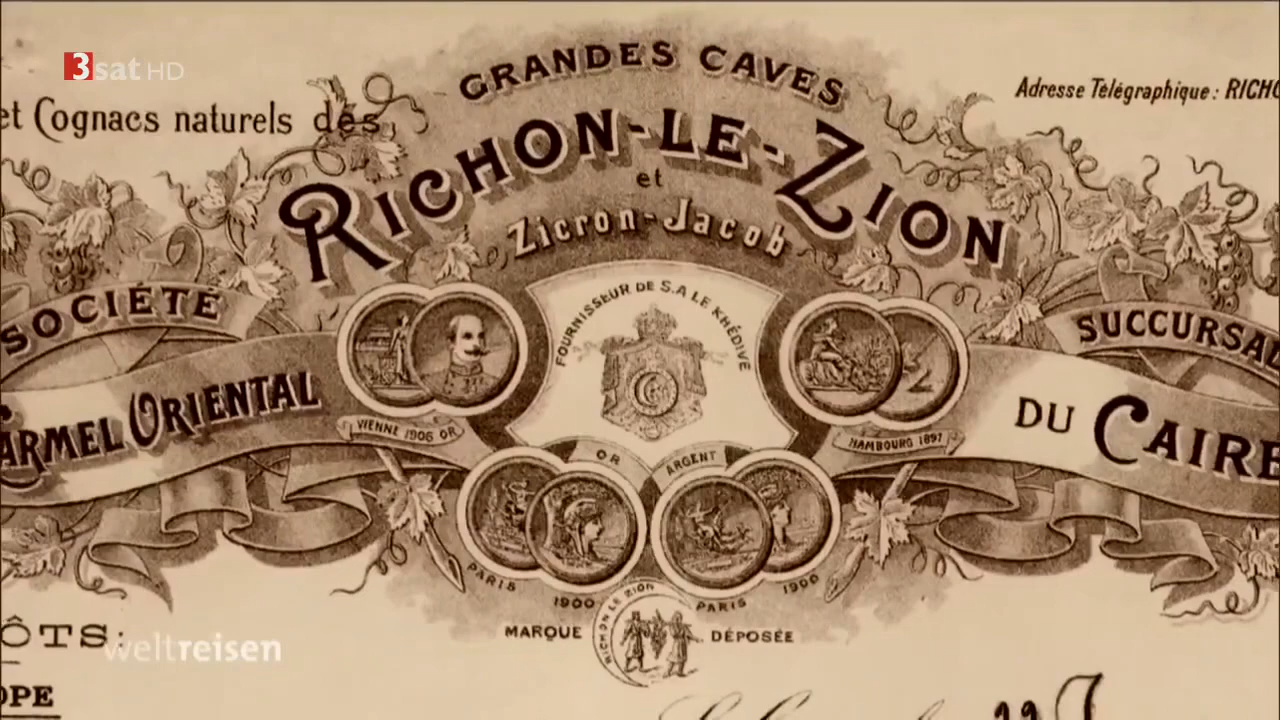 3sat HD
GRANDES CAVES
Adresse Télégraphique : RICHO
et Cognacs naturels des
RICHON-LE-ZION
et
Zicron-Jacob
SOCIÉTÉ
FOURNISSEUR DE S.A LE KHÉDIVE
SUCCURSAL
CARMEL ORIENTAL
DU CAIRE
VIENNE 1906 OR
HAMBOURG 1897
OR
ARGENT
PARIS 1900
PARIS 1900
RICHON LE ZION
MARQUE DÉPOSÉE
ÔTS:
weltreisen
OPE